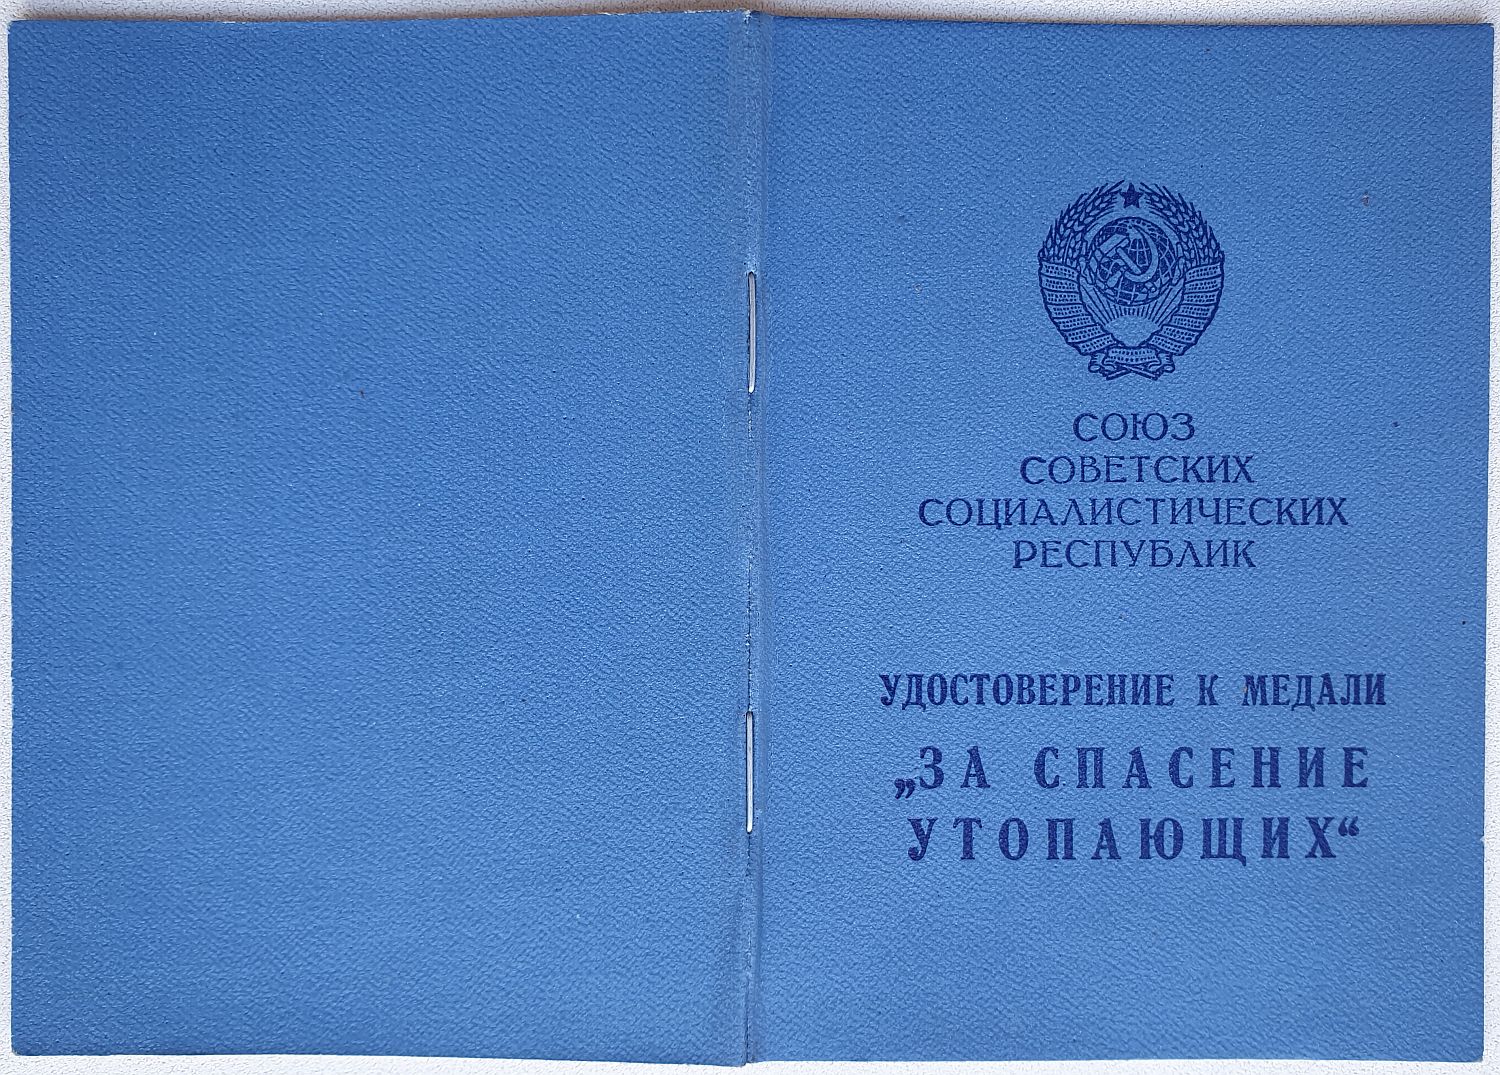 СОЮЗ
СОВЕТСКИХ
СОЦИАЛИСТИЧЕСКИХ
РЕСПУБЛИК
УДОСТОВЕРЕНИЕ К МЕДАЛИ
„ЗА СПАСЕНИЕ
УТОПАЮЩИХ“